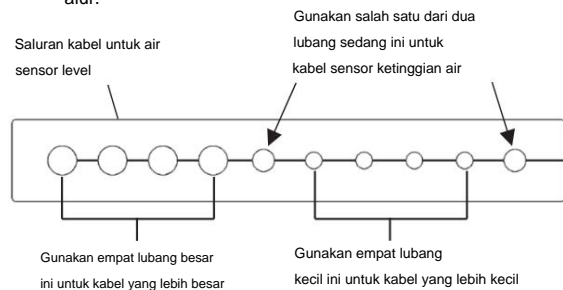 alur.
Gunakan salah satu dari dua
lubang sedang ini untuk
kabel sensor ketinggian air
Saluran kabel untuk air
sensor level
Gunakan empat lubang besar
ini untuk kabel yang lebih besar
Gunakan empat lubang
kecil ini untuk kabel yang lebih kecil